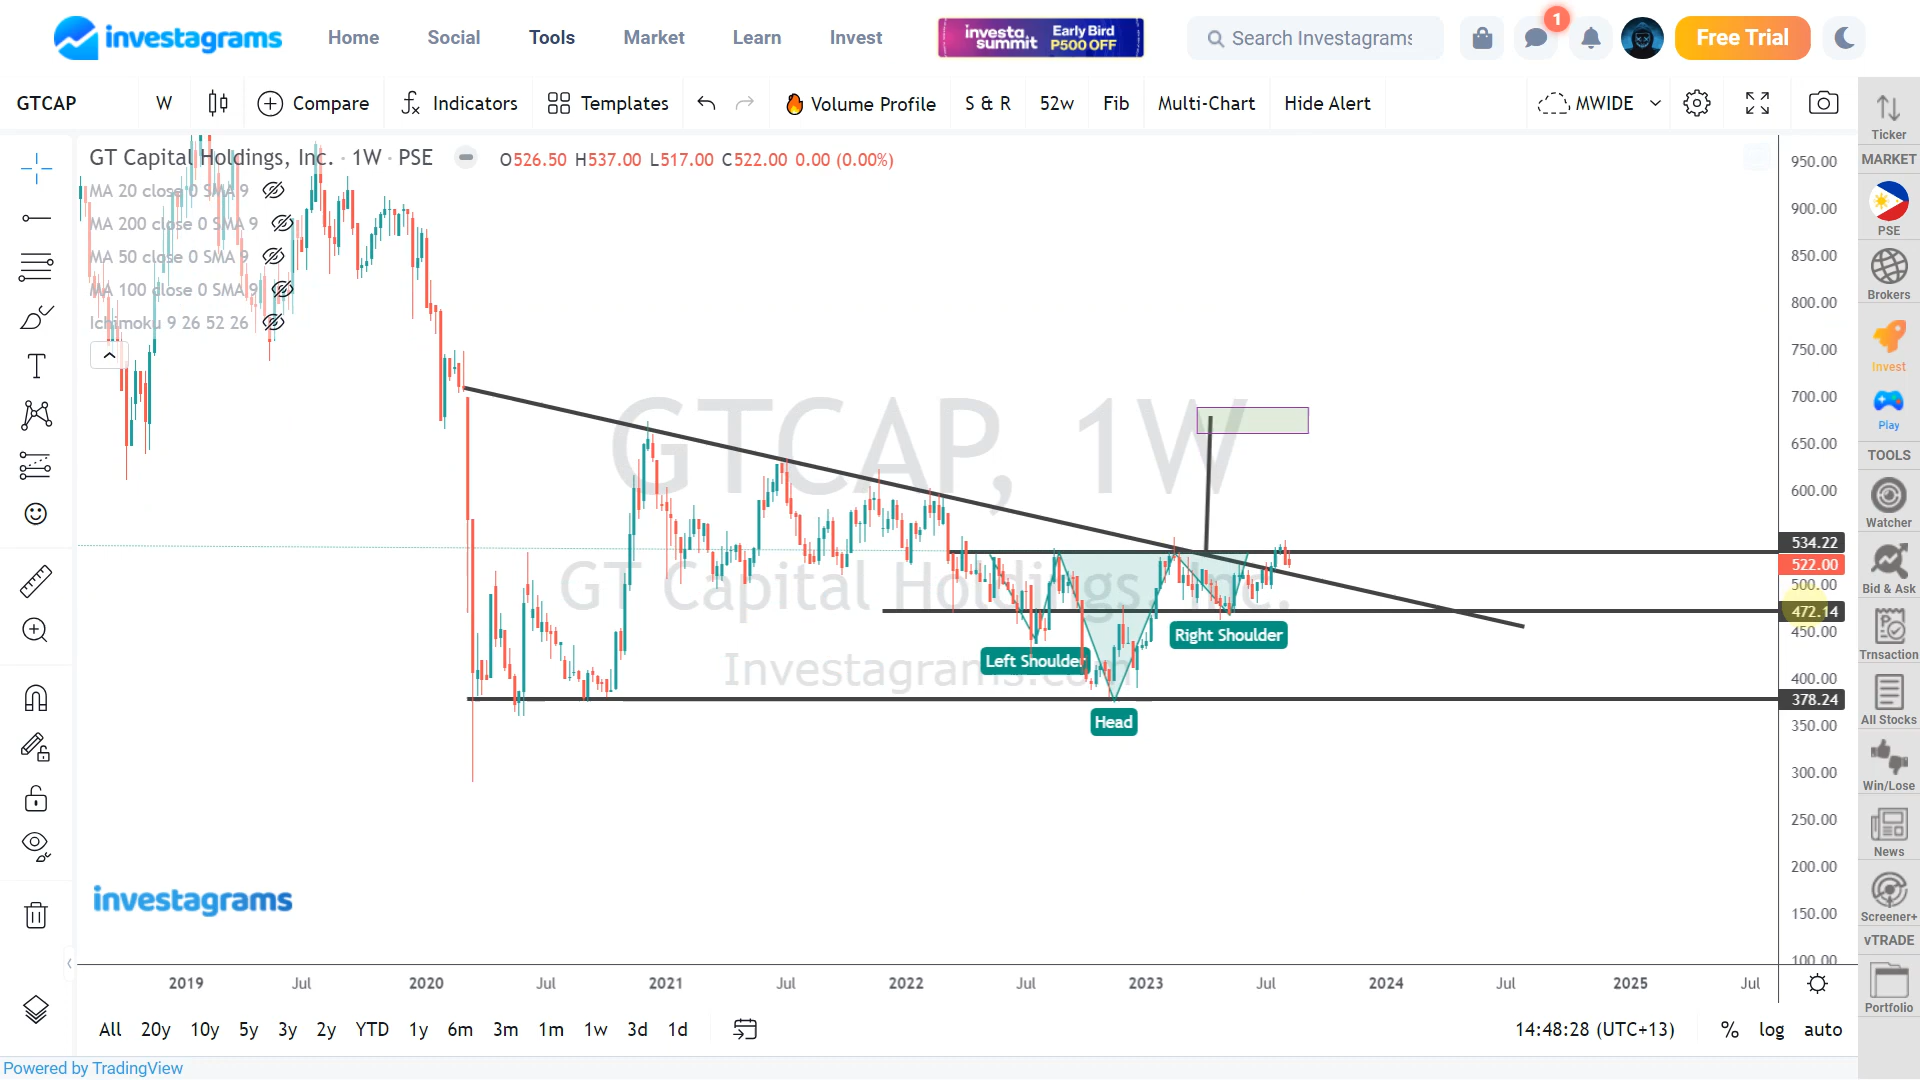 investagrams Home Social Tools Market Learn Invest investa summit Early Bird P500 OFF Search Investagrams 1 Free Trial
GTCAP W Compare Indicators Templates Volume Profile S & R 52w Fib Multi-Chart Hide Alert MWIDE
GT Capital Holdings, Inc. · 1W · PSE O526.50 H537.00 L517.00 C522.00 0.00 (0.00%)
MA 20 close 0 SMA 9
MA 200 close 0 SMA 9
MA 50 close 0 SMA 9
MA 100 close 0 SMA 9
Ichimoku 9 26 52 26
GTCAP, 1W
GT Capital Holdings, Inc.
Investagrams.com
Left Shoulder
Head
Right Shoulder
950.00
900.00
850.00
800.00
750.00
700.00
650.00
600.00
534.22
522.00
500.00
472.14
450.00
400.00
378.24
350.00
300.00
250.00
200.00
150.00
100.00
Ticker
MARKET
PSE
Brokers
Invest
Play
TOOLS
Watcher
Bid & Ask
Trnsaction
All Stocks
Win/Lose
News
Screener+
vTRADE
Portfolio
investagrams
2019 Jul 2020 Jul 2021 Jul 2022 Jul 2023 Jul 2024 Jul 2025 Jul
All 20y 10y 5y 3y 2y YTD 1y 6m 3m 1m 1w 3d 1d 14:48:28 (UTC+13) % log auto
Powered by TradingView